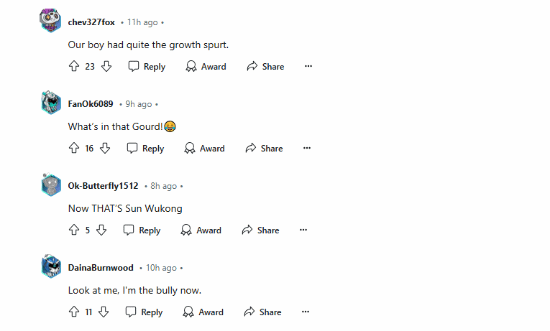 chev327fox • 11h ago •
Our boy had quite the growth spurt.
23 Reply Award Share ...
FanOk6089 • 9h ago •
What's in that Gourd!😂
16 Reply Award Share ...
Ok-Butterfly1512 • 8h ago •
Now THAT'S Sun Wukong
5 Reply Award Share ...
DainaBurnwood • 10h ago •
Look at me. I'm the bully now.
11 Reply Award Share ...